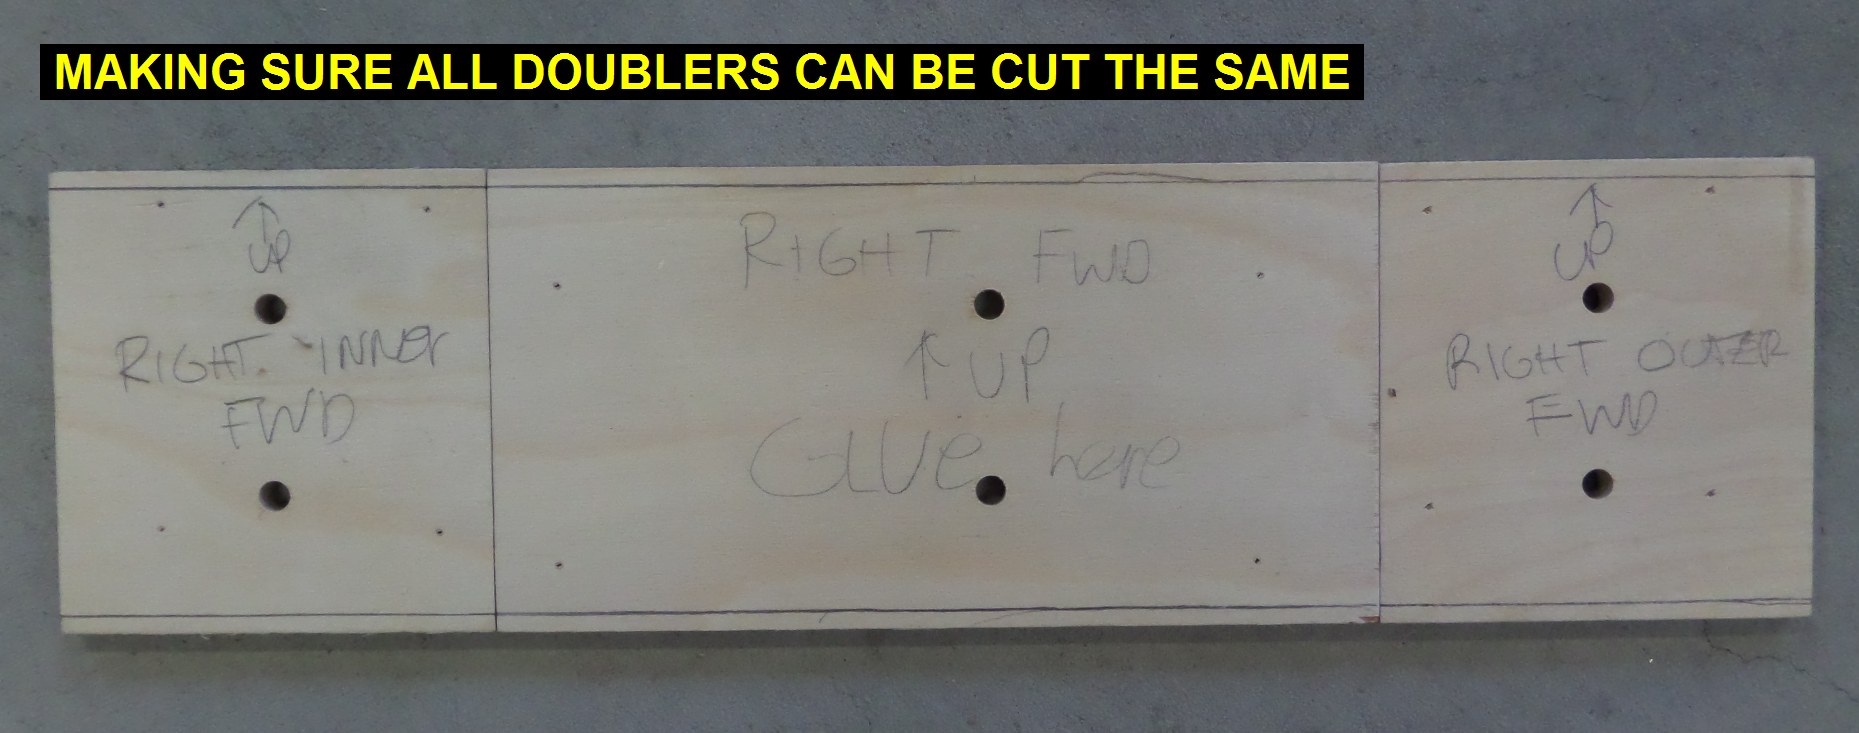 MAKING SURE ALL DOUBLERS CAN BE CUT THE SAME
UP
RIGHT INNer
FWD
RIGHT FWD
UP
GLUe here
UP
RIGHT OUTER
FWD